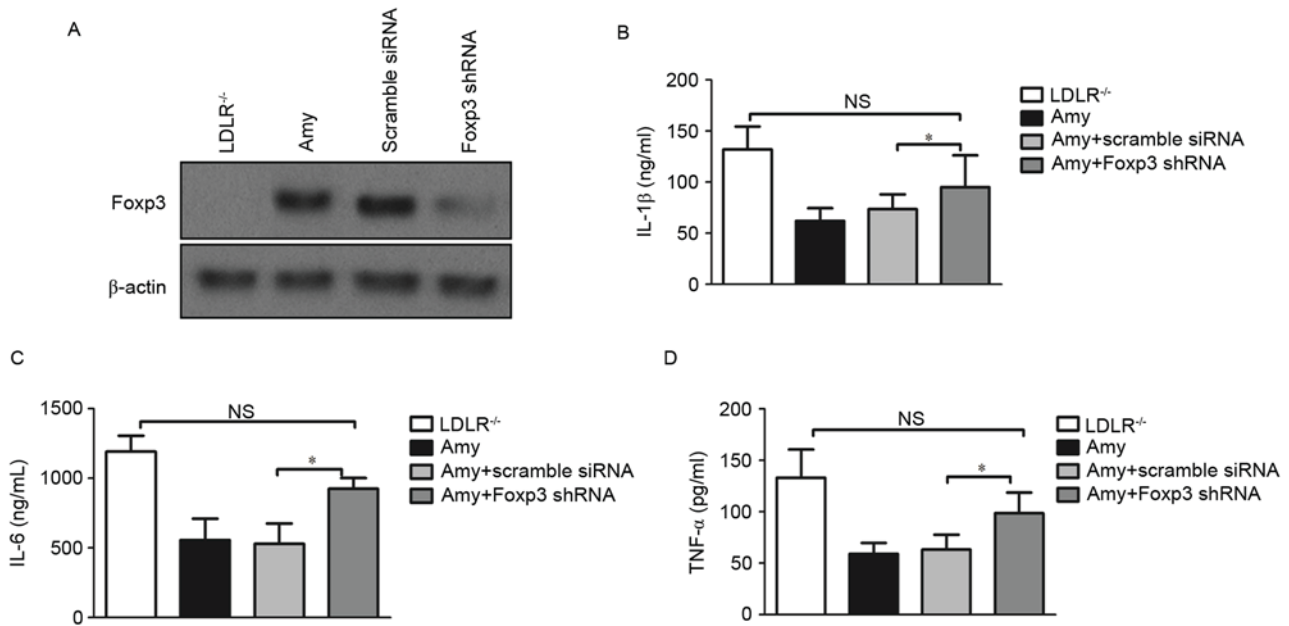 A
LDLR-/-
Amy
Scramble siRNA
Foxp3 shRNA
Foxp3
β-actin
B
200
150
100
50
0
IL-1β (ng/ml)
NS
*
LDLR-/-
Amy
Amy+scramble siRNA
Amy+Foxp3 shRNA
C
1500
1000
500
0
IL-6 (ng/mL)
NS
*
LDLR-/-
Amy
Amy+scramble siRNA
Amy+Foxp3 shRNA
D
200
150
100
50
0
TNF-α (pg/ml)
NS
*
LDLR-/-
Amy
Amy+scramble siRNA
Amy+Foxp3 shRNA